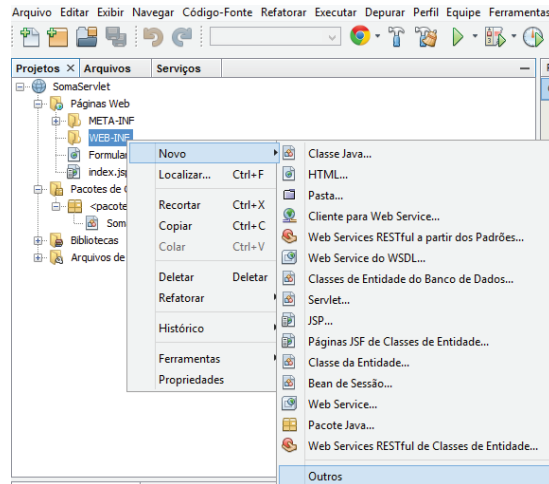 Arquivo Editar Exibir Navegar Código-Fonte Refatorar Executar Depurar Perfil Equipe Ferramentas
Projetos × Arquivos Serviços
SomaServlet
Páginas Web
META-INF
WEB-INF
Formular
index.jsp
Pacotes de
<pacote
Som
Bibliotecas
Arquivos de
Novo
Localizar... Ctrl+F
Recortar Ctrl+X
Copiar Ctrl+C
Colar Ctrl+V
Deletar Deletar
Refatorar
Histórico
Ferramentas
Propriedades
Classe Java...
HTML...
Pasta...
Cliente para Web Service...
Web Services RESTful a partir dos Padrões...
Web Service do WSDL...
Classes de Entidade do Banco de Dados...
Servlet...
JSP...
Páginas JSF de Classes de Entidade...
Classe da Entidade...
Bean de Sessão...
Web Service...
Pacote Java...
Web Services RESTful de Classes de Entidade...
Outros